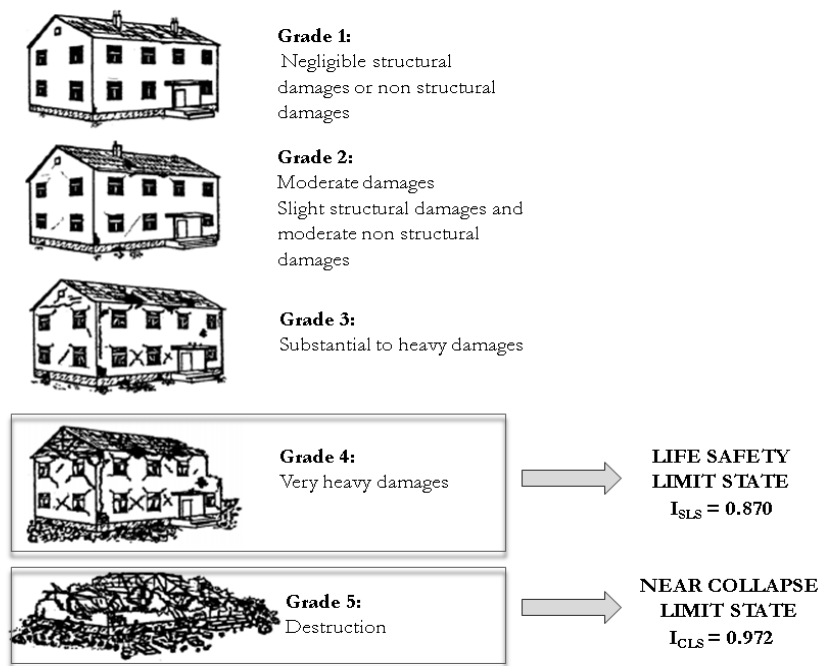 Grade 1:
Negligible structural
damages or non structural
damages
Grade 2:
Moderate damages
Slight structural damages and
moderate non structural
damages
Grade 3:
Substantial to heavy damages
Grade 4:
Very heavy damages
LIFE SAFETY
LIMIT STATE
I_SLS = 0.870
Grade 5:
Destruction
NEAR COLLAPSE
LIMIT STATE
I_CLS = 0.972